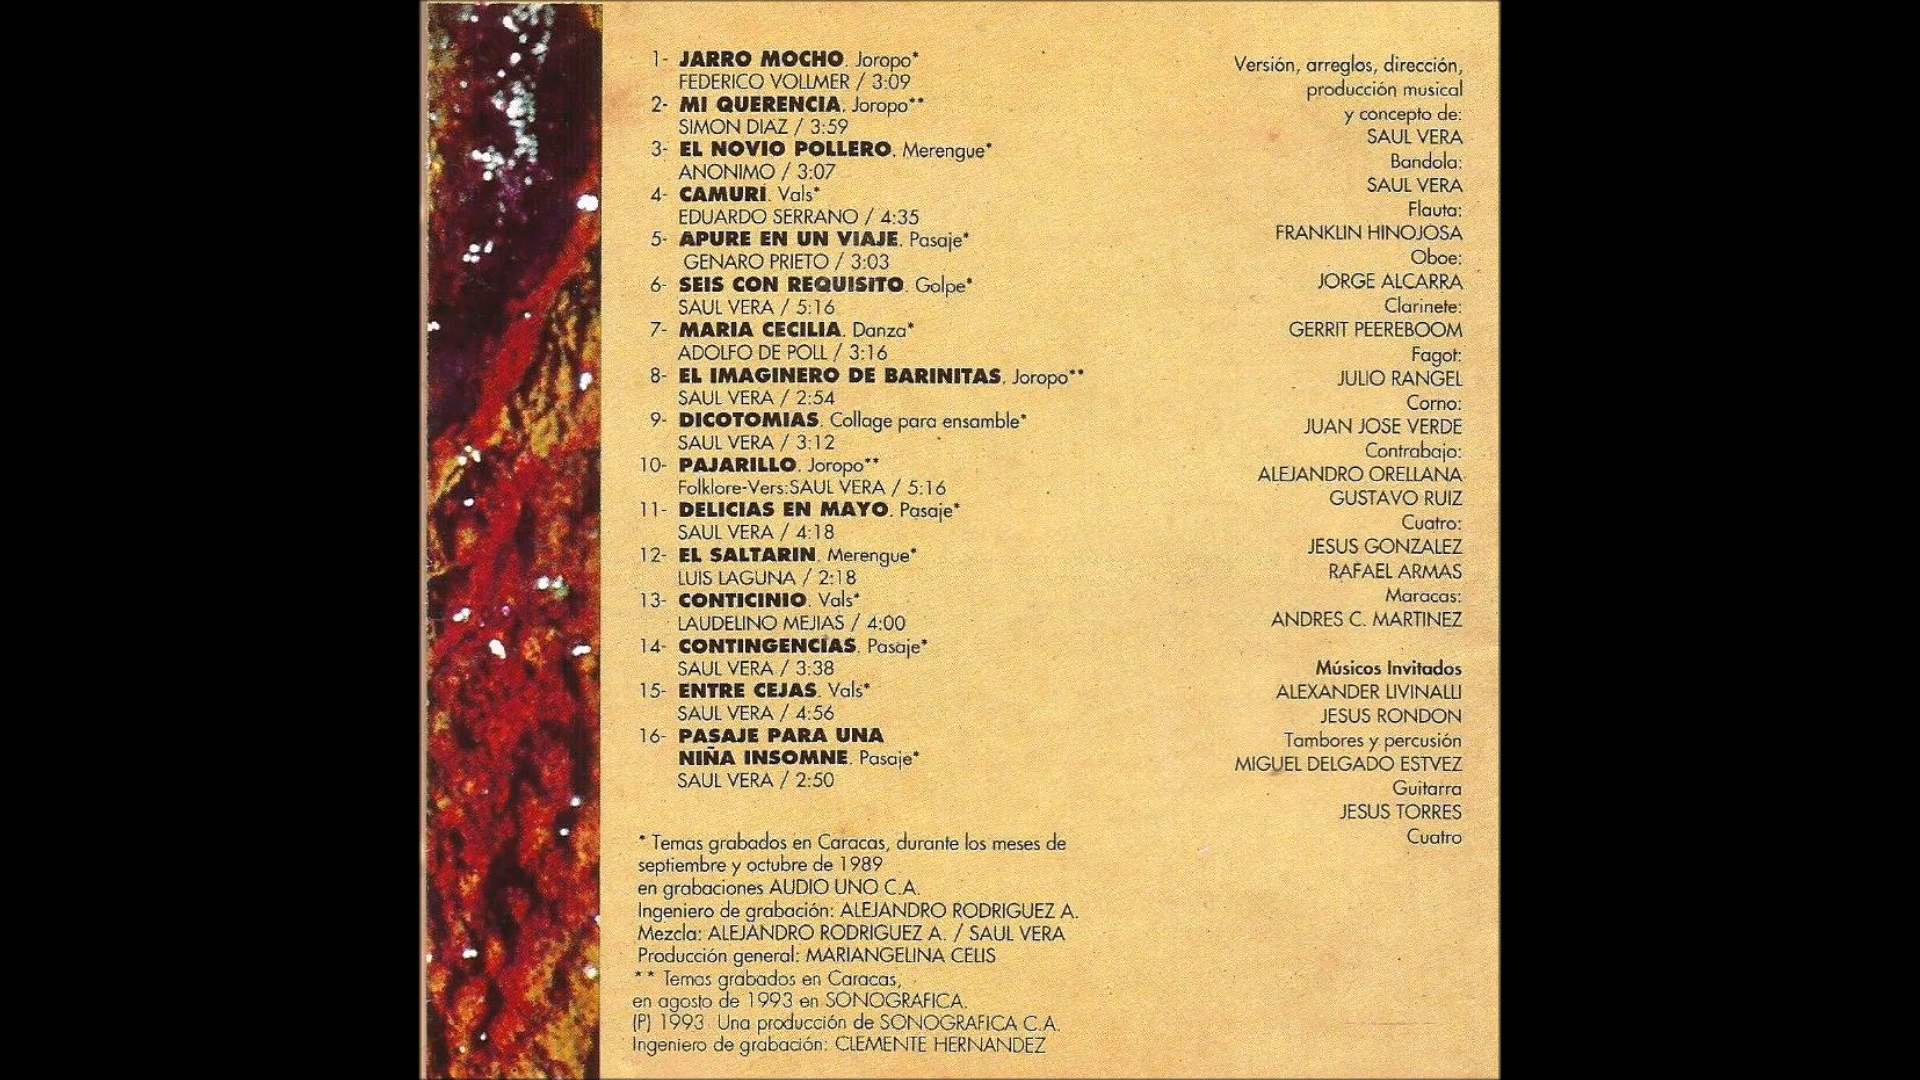 1- JARRO MOCHO. Joropo*
FEDERICO VOLLMER / 3:09
2- MI QUERENCIA. Joropo**
SIMON DIAZ / 3:59
3- EL NOVIO POLLERO. Merengue*
ANONIMO / 3:07
4- CAMURI. Vals*
EDUARDO SERRANO / 4:35
5- APURE EN UN VIAJE. Pasaje*
GENARO PRIETO / 3:03
6- SEIS CON REQUISITO. Golpe*
SAUL VERA / 5:16
7- MARIA CECILIA. Danza*
ADOLFO DE POLL / 3:16
8- EL IMAGINERO DE BARINITAS. Joropo**
SAUL VERA / 2:54
9- DICOTOMIAS. Collage para ensamble*
SAUL VERA / 3:12
10- PAJARILLO. Joropo**
Folklore-Vers:SAUL VERA / 5:16
11- DELICIAS EN MAYO. Pasaje*
SAUL VERA / 4:18
12- EL SALTARIN. Merengue*
LUIS LAGUNA / 2:18
13- CONTICINIO. Vals*
LAUDELINO MEJIAS / 4:00
14- CONTINGENCIAS. Pasaje*
SAUL VERA / 3:38
15- ENTRE CEJAS. Vals*
SAUL VERA / 4:56
16- PASAJE PARA UNA
NIÑA INSOMNE. Pasaje*
SAUL VERA / 2:50
* Temas grabados en Caracas, durante los meses de
septiembre y octubre de 1989
en grabaciones AUDIO UNO C.A.
Ingeniero de grabación: ALEJANDRO RODRIGUEZ A.
Mezcla: ALEJANDRO RODRIGUEZ A. / SAUL VERA
Producción general: MARIANGELINA CELIS
** Temas grabados en Caracas,
en agosto de 1993 en SONOGRAFICA.
(P) 1993 Una producción de SONOGRAFICA C.A.
Ingeniero de grabación: CLEMENTE HERNANDEZ
Versión, arreglos, dirección,
producción musical
y concepto de:
SAUL VERA
Bandola:
SAUL VERA
Flauta:
FRANKLIN HINOJOSA
Oboe:
JORGE ALCARRA
Clarinete:
GERRIT PEEREBOOM
Fagot:
JULIO RANGEL
Corno:
JUAN JOSE VERDE
Contrabajo:
ALEJANDRO ORELLANA
GUSTAVO RUIZ
Cuatro:
JESUS GONZALEZ
RAFAEL ARMAS
Maracas:
ANDRES C. MARTINEZ
Músicos Invitados
ALEXANDER LIVINALLI
JESUS RONDON
Tambores y percusión
MIGUEL DELGADO ESTVEZ
Guitarra
JESUS TORRES
Cuatro